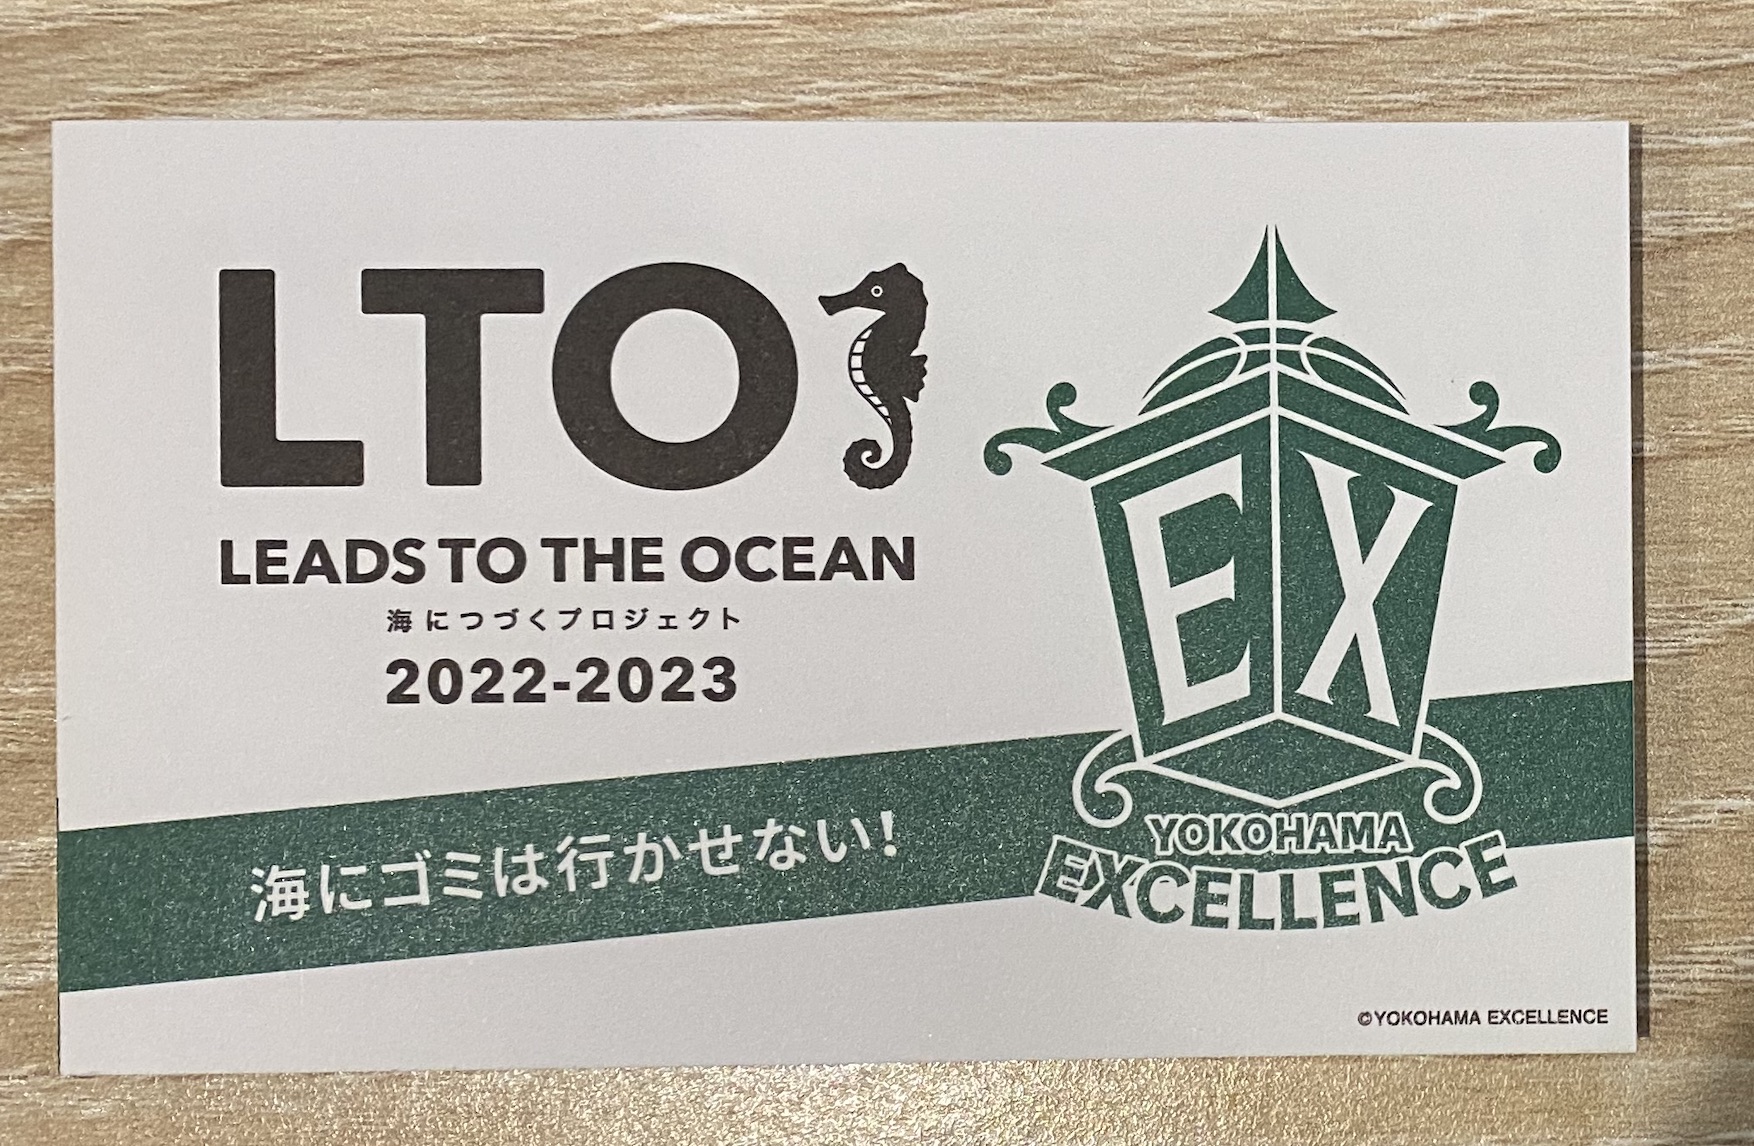 LTO
LEADS TO THE OCEAN
海につづくプロジェクト
2022-2023
海にゴミは行かせない!
EX
YOKOHAMA
EXCELLENCE
©YOKOHAMA EXCELLENCE